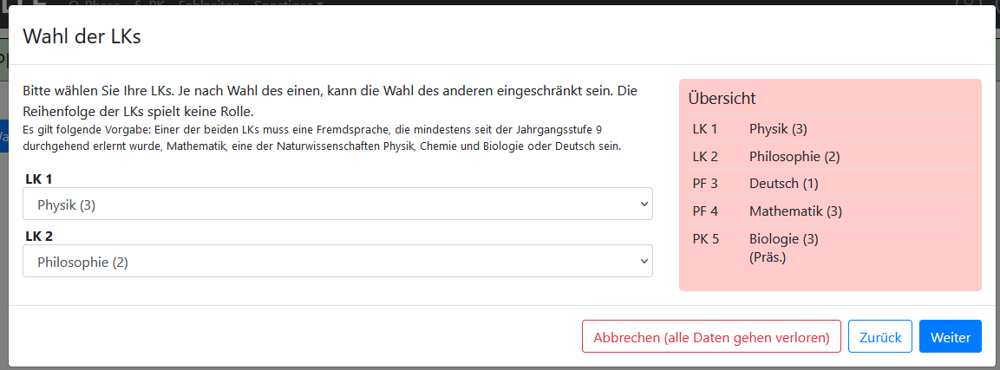 Q-Phase 5. PK Fehlzeiten Sonstiges
Wahl der LKs
Bitte wählen Sie Ihre LKs. Je nach Wahl des einen, kann die Wahl des anderen eingeschränkt sein. Die
Reihenfolge der LKs spielt keine Rolle.
Es gilt folgende Vorgabe: Einer der beiden LKs muss eine Fremdsprache, die mindestens seit der Jahrgangsstufe 9
durchgehend erlernt wurde, Mathematik, eine der Naturwissenschaften Physik, Chemie und Biologie oder Deutsch sein.
LK 1
Physik (3)
LK 2
Philosophie (2)
Übersicht
LK 1 Physik (3)
LK 2 Philosophie (2)
PF 3 Deutsch (1)
PF 4 Mathematik (3)
PK 5 Biologie (3)
(Präs.)
Abbrechen (alle Daten gehen verloren) Zurück Weiter